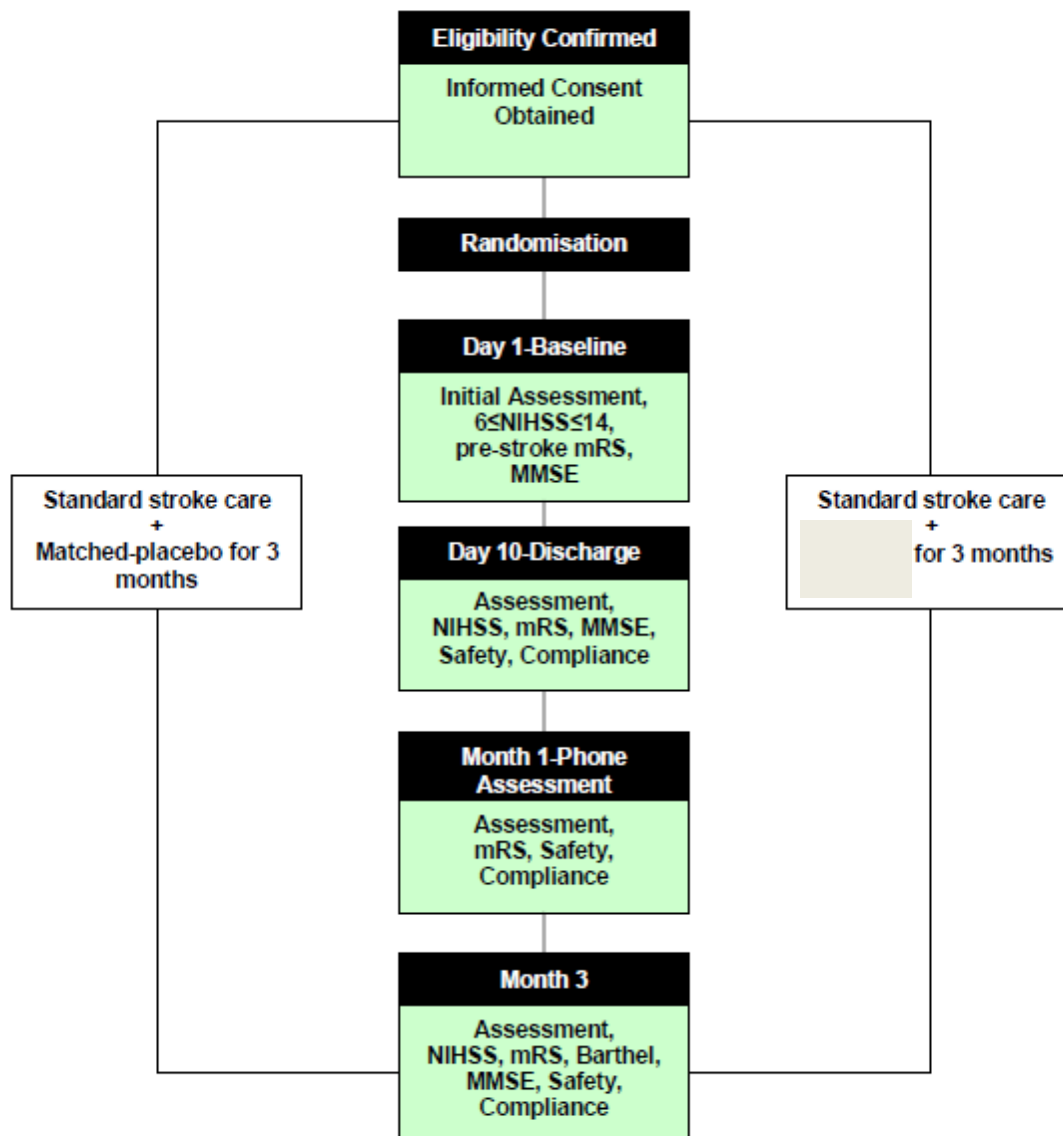 Eligibility Confirmed
Informed Consent
Obtained
Randomisation
Day 1-Baseline
Initial Assessment,
6≤NIHSS≤14,
pre-stroke mRS,
MMSE
Standard stroke care
+
Matched-placebo for 3
months
Standard stroke care
+
for 3 months
Day 10-Discharge
Assessment,
NIHSS, mRS, MMSE,
Safety, Compliance
Month 1-Phone
Assessment
Assessment,
mRS, Safety,
Compliance
Month 3
Assessment,
NIHSS, mRS, Barthel,
MMSE, Safety,
Compliance